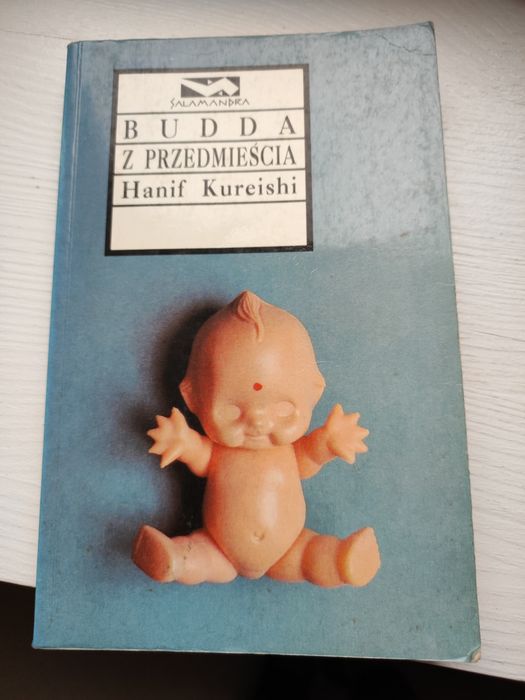 SALAMANDRA
BUDDA
Z PRZEDMIEŚCIA
Hanif Kureishi